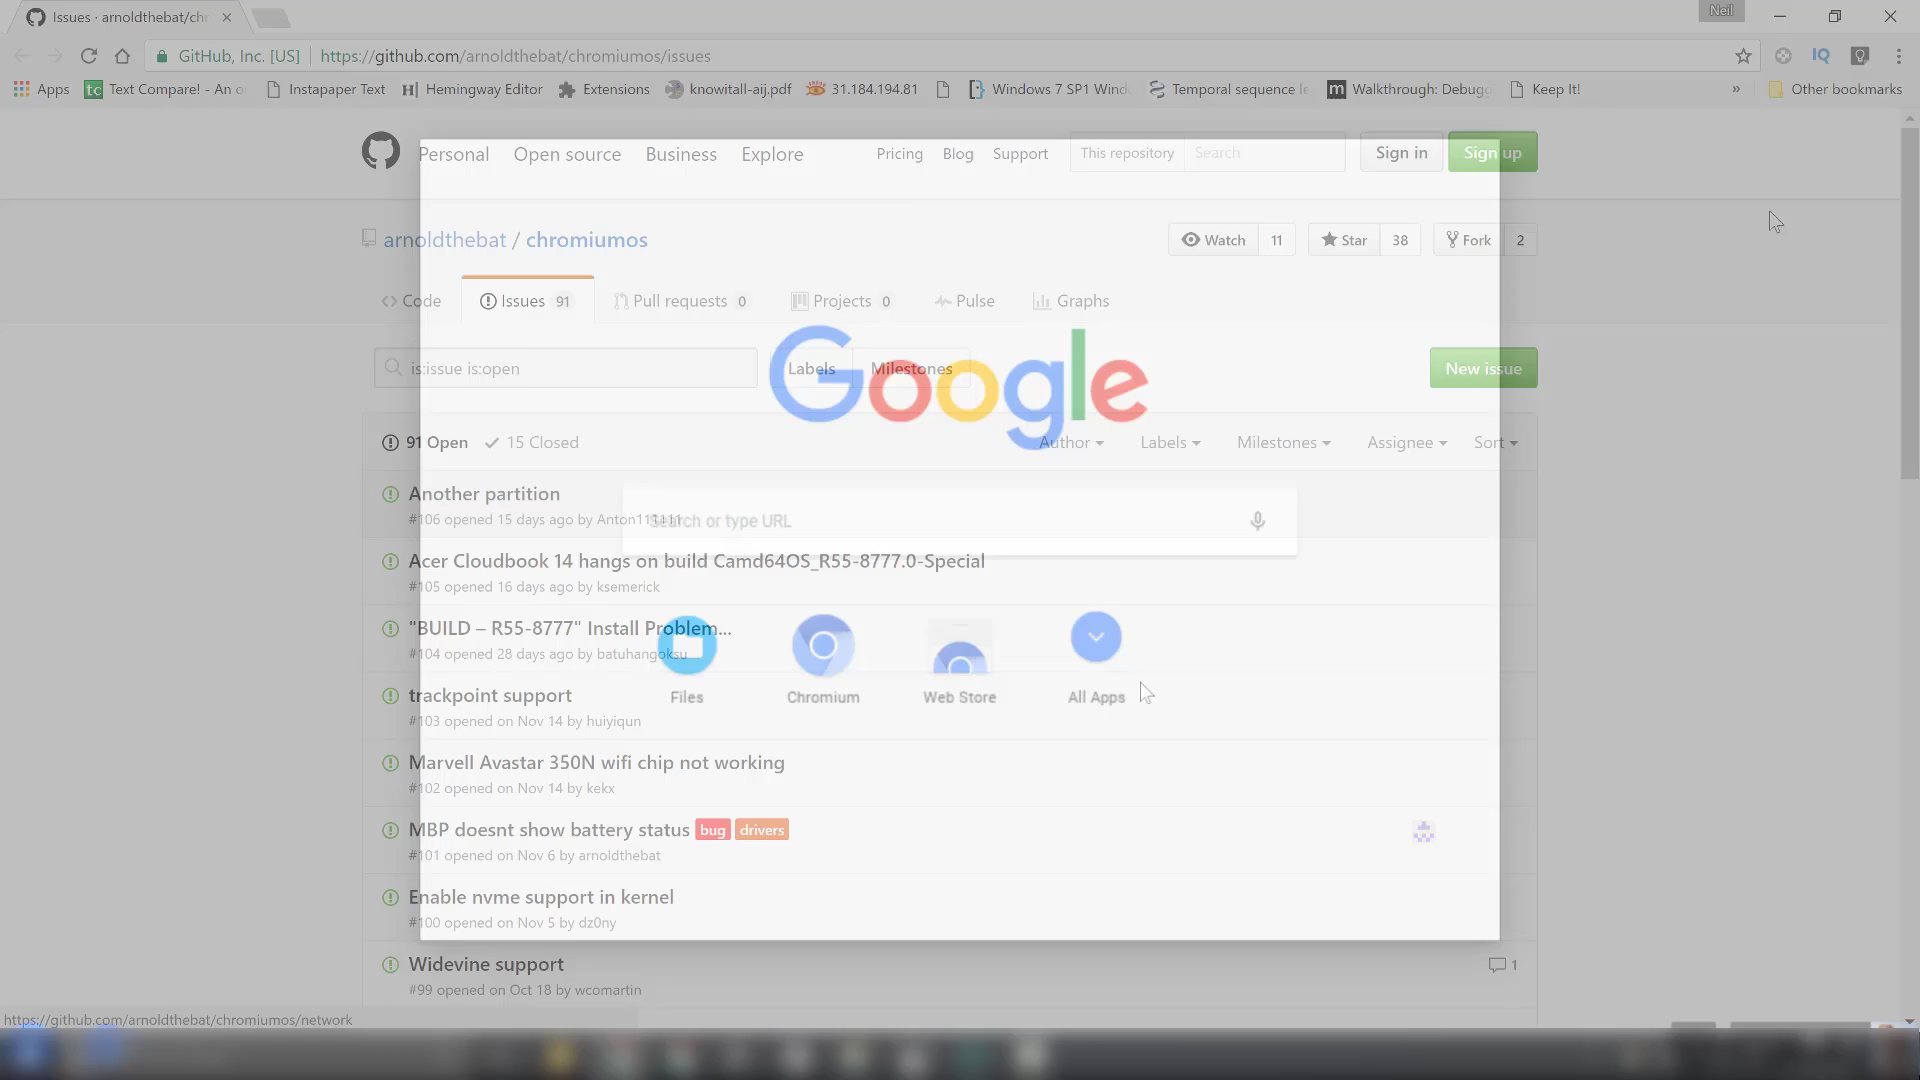 Issues · arnoldthebat/chr
Neil
GitHub, Inc. [US] https://github.com/arnoldthebat/chromiumos/issues
Apps Text Compare! - An o Instapaper Text Hemingway Editor Extensions knowitall-aij.pdf 31.184.194.81 Windows 7 SP1 Wind Temporal sequence le Walkthrough: Debugg Keep It! » Other bookmarks
Personal Open source Business Explore Pricing Blog Support This repository Search Sign in Sign up
arnoldthebat / chromiumos Watch 11 Star 38 Fork 2
Code Issues 91 Pull requests 0 Projects 0 Pulse Graphs
Google
is:issue is:open Labels Milestones New issue
91 Open 15 Closed Author Labels Milestones Assignee Sort
Another partition
#106 opened 15 days ago by Anton111111
Search or type URL
Acer Cloudbook 14 hangs on build Camd64OS_R55-8777.0-Special
#105 opened 16 days ago by ksemerick
"BUILD – R55-8777" Install Problem...
#104 opened 28 days ago by batuhangoksu
trackpoint support
#103 opened on Nov 14 by huiyiqun
Files Chromium Web Store All Apps
Marvell Avastar 350N wifi chip not working
#102 opened on Nov 14 by kekx
MBP doesnt show battery status bug drivers
#101 opened on Nov 6 by arnoldthebat
Enable nvme support in kernel
#100 opened on Nov 5 by dz0ny
Widevine support 1
#99 opened on Oct 18 by wcomartin
https://github.com/arnoldthebat/chromiumos/network